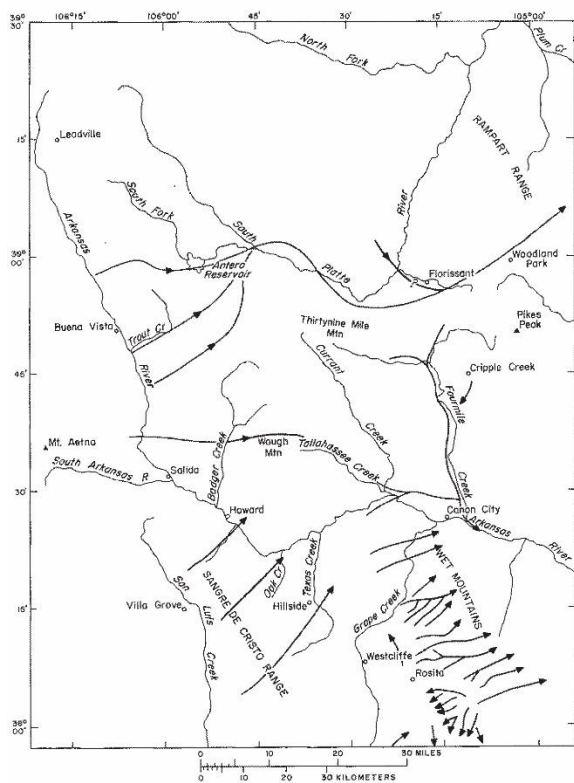 106°15' 106°00' 45' 30' 15' 105°00'
39°
30'
North
Fork
Plum Cr
Leadville
15'
RAMPART RANGE
Arkansas
South Fork
South
River
39°
00'
Antero
Reservoir
Platte
Florissant
Woodland
Park
Buena Vista
Trout Cr
Thirtynine Mile
Mtn
Pikes
Peak
River
Currant
Creek
Fourmile
Creek
Cripple Creek
45'
Mt. Aetna
Badger Creek
Waugh
Mtn
Tallahassee Creek
South Arkansas R
Salida
30'
Howard
Canon City
Arkansas
River
San
Luis
Creek
SANGRE DE CRISTO RANGE
Oak Cr
Texas Creek
WET MOUNTAINS
15'
Villa Grove
Hillside
Grape Creek
Westcliffe
Rosita
38°
00'
0 10 20 30 MILES
0 10 20 30 KILOMETERS